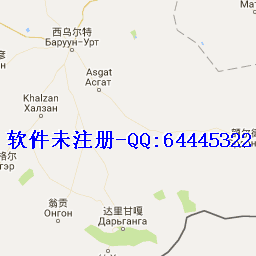 西乌尔特
Баруун-Урт
Asgat
Асгат
Khalzan
Халзан
软件未注册-QQ:64445322
翁贡
Онгон
达里甘嘎
Дарьганга